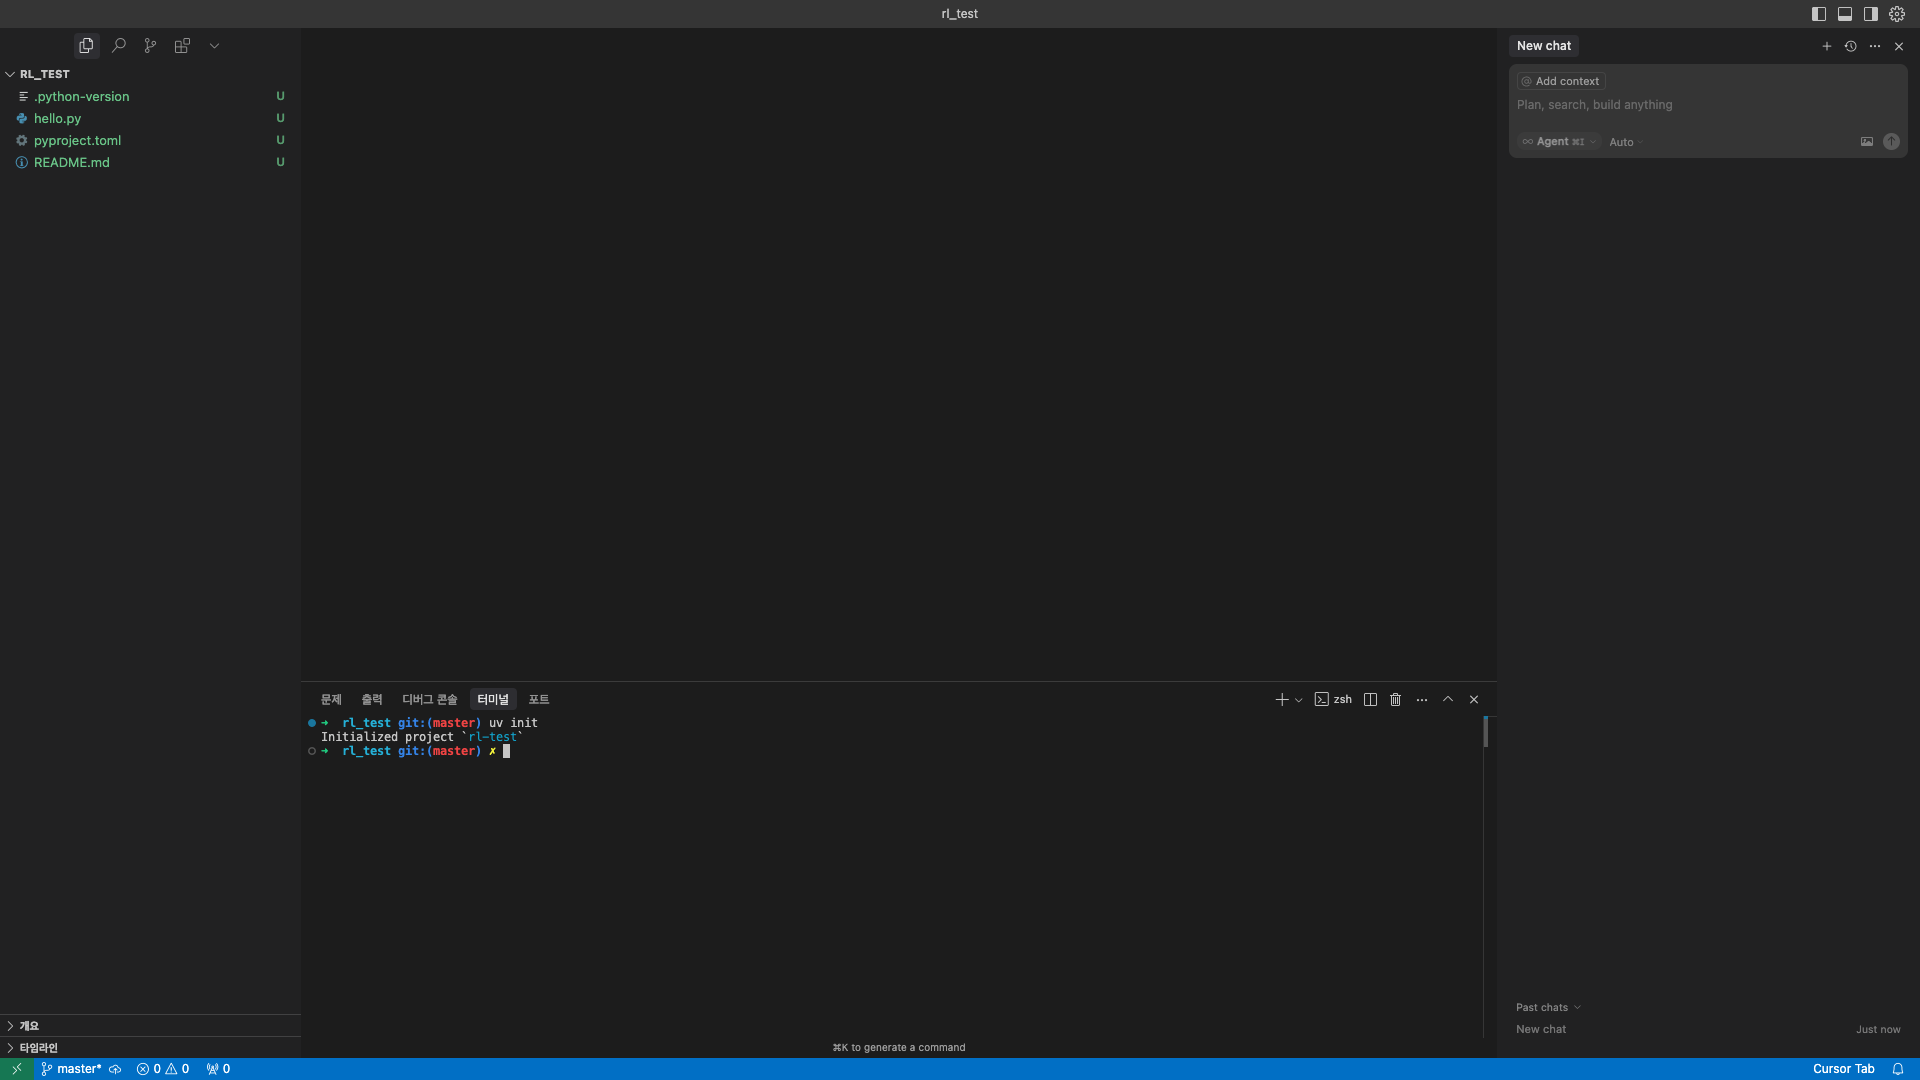 rl_test
RL_TEST
.python-version U
hello.py U
pyproject.toml U
README.md U
개요
타임라인
문제 출력 디버그 콘솔 터미널 포트
zsh
➜ rl_test git:(master) uv init
Initialized project `rl-test`
➜ rl_test git:(master) ✗
⌘K to generate a command
New chat
@ Add context
Plan, search, build anything
∞ Agent ⌘I Auto
Past chats
New chat Just now
master* 0 0 0
Cursor Tab